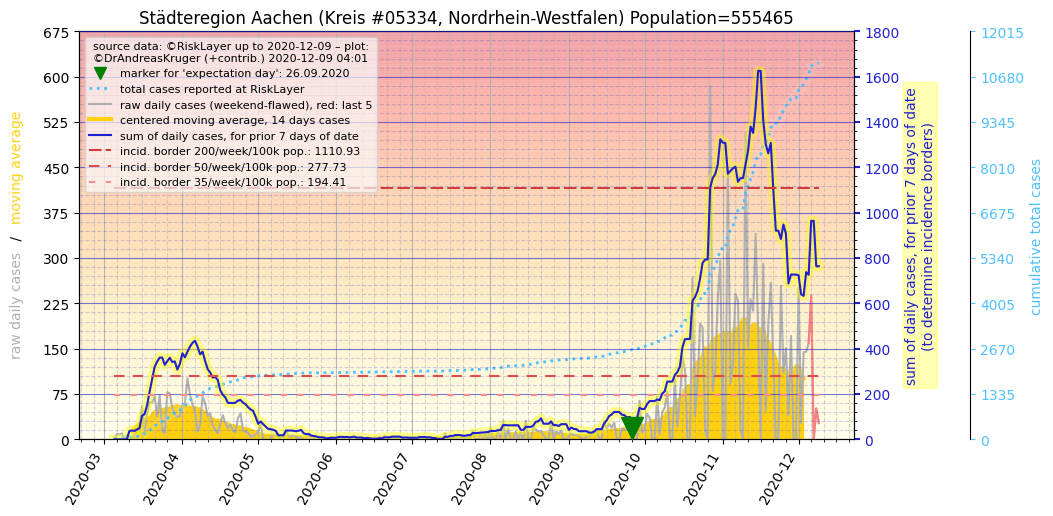 Städteregion Aachen (Kreis #05334, Nordrhein-Westfalen) Population=555465
source data: ©RiskLayer up to 2020-12-09 – plot:
©DrAndreasKruger (+contrib.) 2020-12-09 04:01
marker for 'expectation day': 26.09.2020
total cases reported at RiskLayer
raw daily cases (weekend-flawed), red: last 5
centered moving average, 14 days cases
sum of daily cases, for prior 7 days of date
incid. border 200/week/100k pop.: 1110.93
incid. border 50/week/100k pop.: 277.73
incid. border 35/week/100k pop.: 194.41
raw daily cases / moving average
675
600
525
450
375
300
225
150
75
0
2020-03
2020-04
2020-05
2020-06
2020-07
2020-08
2020-09
2020-10
2020-11
2020-12
1800
1600
1400
1200
1000
800
600
400
200
0
sum of daily cases, for prior 7 days of date
(to determine incidence borders)
12015
10680
9345
8010
6675
5340
4005
2670
1335
0
cumulative total cases